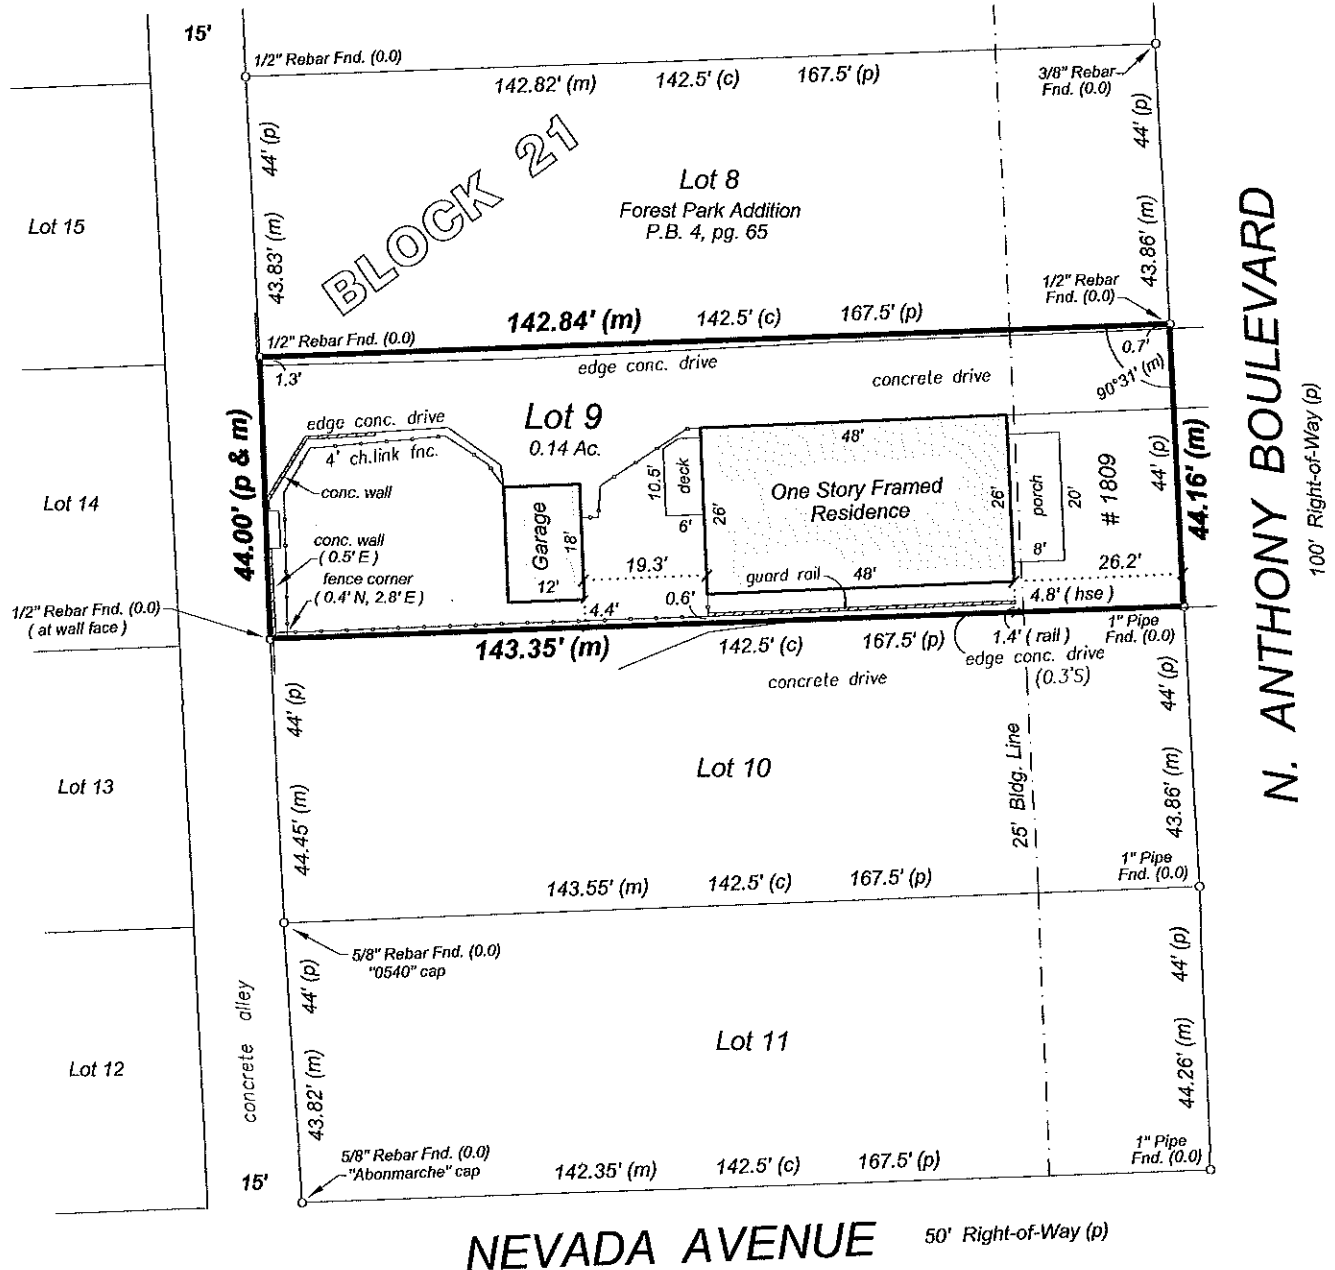 15'
1/2" Rebar Fnd. (0.0)
142.82' (m) 142.5' (c) 167.5' (p)
3/8" Rebar
Fnd. (0.0)
44' (p)
44' (p)
BLOCK 21
Lot 8
Forest Park Addition
P.B. 4, pg. 65
Lot 15
43.83' (m)
43.86' (m)
1/2" Rebar
Fnd. (0.0)
142.84' (m) 142.5' (c) 167.5' (p)
1/2" Rebar Fnd. (0.0)
1.3'
edge conc. drive
concrete drive
0.7'
90°31' (m)
N. ANTHONY BOULEVARD
100' Right-of-Way (p)
Lot 9
0.14 Ac.
edge conc. drive
4' ch.link fnc.
conc. wall
44.00' (p & m)
Lot 14
conc. wall
( 0.5' E )
fence corner
( 0.4' N, 2.8' E )
1/2" Rebar Fnd. (0.0)
( at wall face )
Garage
18'
12'
10.5'
deck
6'
19.3'
4.4'
0.6'
48'
26'
One Story Framed
Residence
26'
48'
guard rail
porch
20'
8'
# 1809
44' (p)
44.16' (m)
26.2'
4.8' ( hse )
1.4' ( rail )
1" Pipe
Fnd. (0.0)
143.35' (m) 142.5' (c) 167.5' (p)
edge conc. drive
(0.3'S)
concrete drive
44' (p)
44' (p)
Lot 10
Lot 13
25' Bldg. Line
44.45' (m)
43.86' (m)
1" Pipe
Fnd. (0.0)
143.55' (m) 142.5' (c) 167.5' (p)
5/8" Rebar Fnd. (0.0)
"0540" cap
44' (p)
44' (p)
concrete alley
Lot 11
Lot 12
43.82' (m)
44.26' (m)
5/8" Rebar Fnd. (0.0)
"Abonmarche" cap
15'
142.35' (m) 142.5' (c) 167.5' (p)
1" Pipe
Fnd. (0.0)
NEVADA AVENUE 50' Right-of-Way (p)